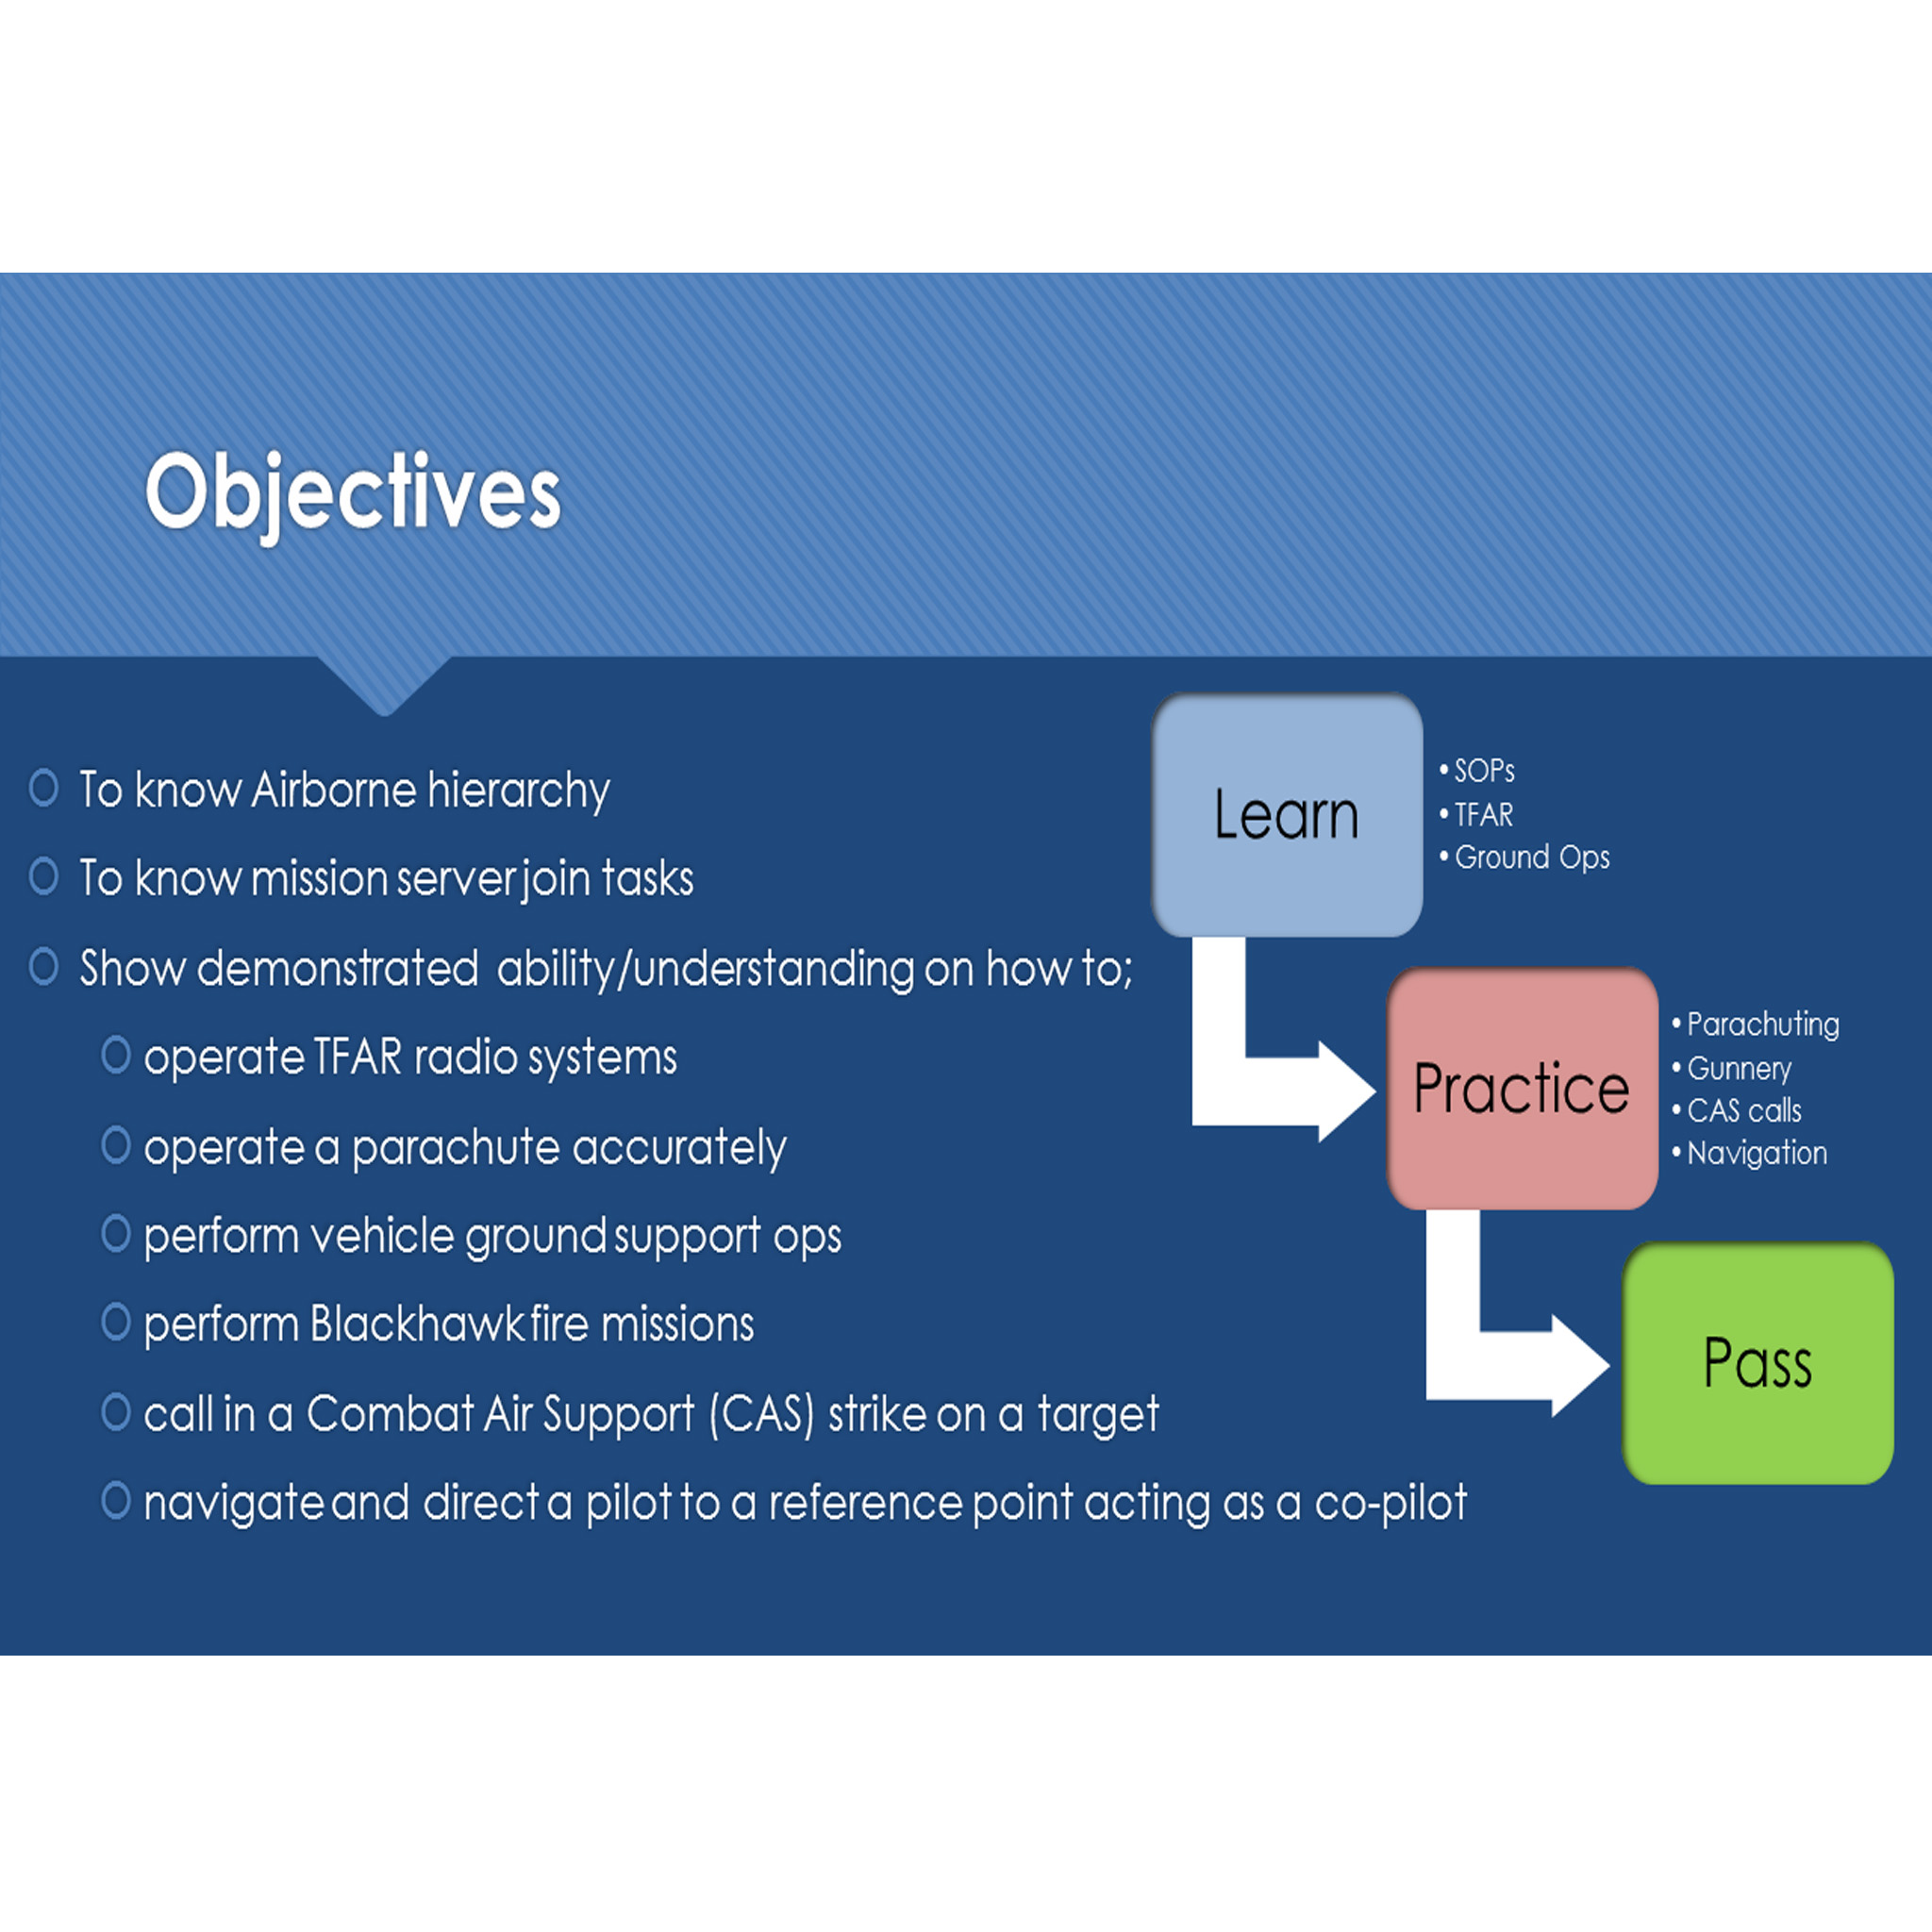 Objectives
To know Airborne hierarchy
To know mission server join tasks
Show demonstrated ability/understanding on how to;
operate TFAR radio systems
operate a parachute accurately
perform vehicle ground support ops
perform Blackhawk fire missions
call in a Combat Air Support (CAS) strike on a target
navigate and direct a pilot to a reference point acting as a co-pilot
Learn
• SOPs
• TFAR
• Ground Ops
Practice
• Parachuting
• Gunnery
• CAS calls
• Navigation
Pass